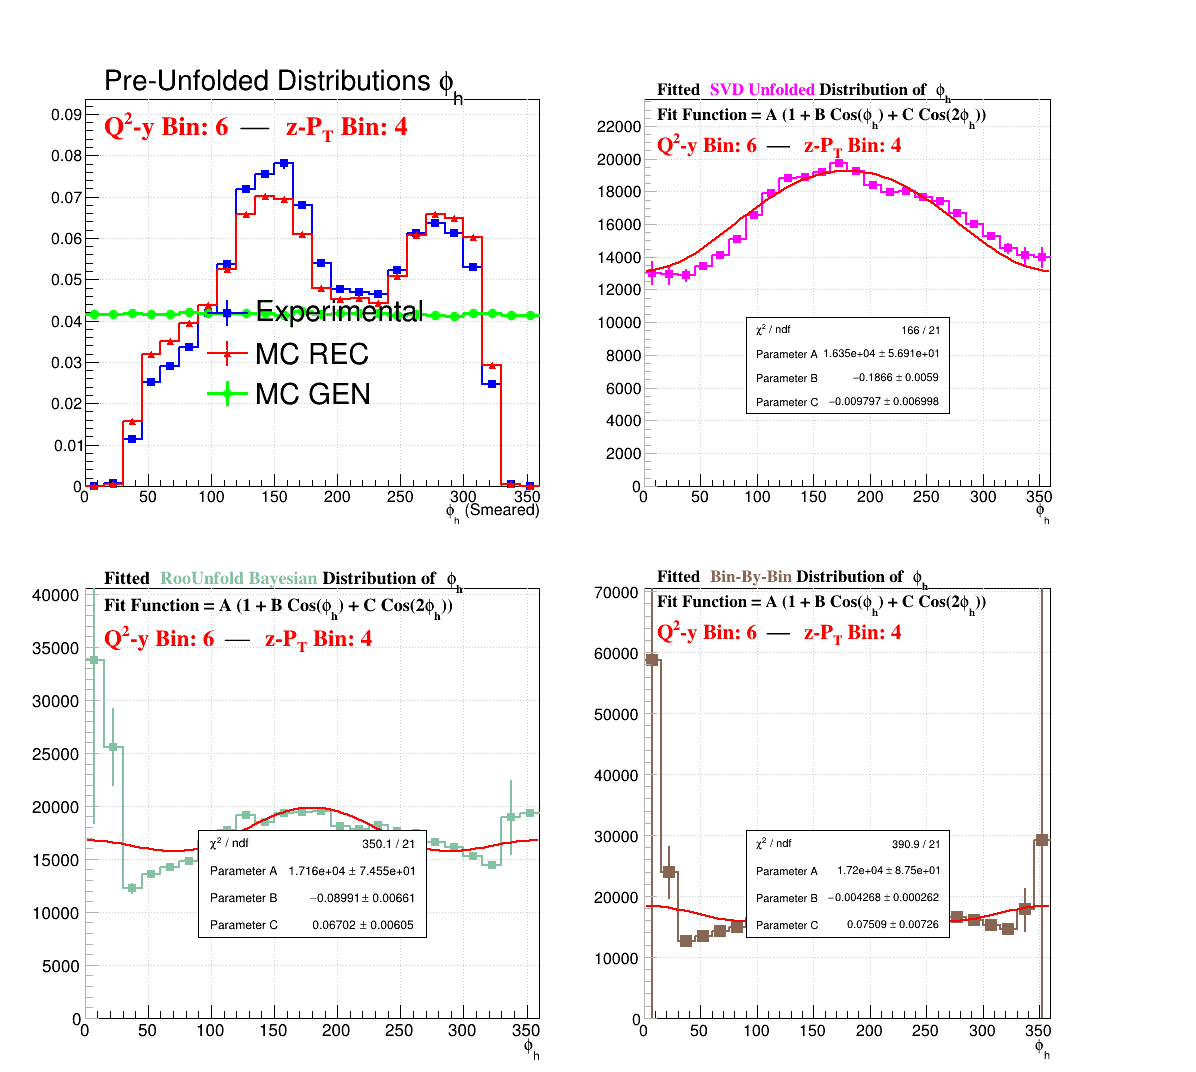 Pre-Unfolded Distributions ϕh
Q2-y Bin: 6 — z-PT Bin: 4
0.09
0.08
0.07
0.06
0.05
0.04
0.03
0.02
0.01
0
Experimental
MC REC
MC GEN
50 100 150 200 250 300 350
ϕh (Smeared)
Fitted SVD Unfolded Distribution of ϕh
Fit Function = A (1 + B Cos(ϕh) + C Cos(2ϕh))
Q2-y Bin: 6 — z-PT Bin: 4
22000
20000
18000
16000
14000
12000
10000
8000
6000
4000
2000
0
χ2 / ndf 166 / 21
Parameter A 1.635e+04 ± 5.691e+01
Parameter B −0.1866 ± 0.0059
Parameter C −0.009797 ± 0.006998
0 50 100 150 200 250 300 350
ϕh
Fitted RooUnfold Bayesian Distribution of ϕh
Fit Function = A (1 + B Cos(ϕh) + C Cos(2ϕh))
Q2-y Bin: 6 — z-PT Bin: 4
40000
35000
30000
25000
20000
15000
10000
5000
0
χ2 / ndf 350.1 / 21
Parameter A 1.716e+04 ± 7.455e+01
Parameter B −0.08991 ± 0.00661
Parameter C 0.06702 ± 0.00605
0 50 100 150 200 250 300 350
ϕh
Fitted Bin-By-Bin Distribution of ϕh
Fit Function = A (1 + B Cos(ϕh) + C Cos(2ϕh))
Q2-y Bin: 6 — z-PT Bin: 4
70000
60000
50000
40000
30000
20000
10000
0
χ2 / ndf 390.9 / 21
Parameter A 1.72e+04 ± 8.75e+01
Parameter B −0.004268 ± 0.000262
Parameter C 0.07509 ± 0.00726
0 50 100 150 200 250 300 350
ϕh